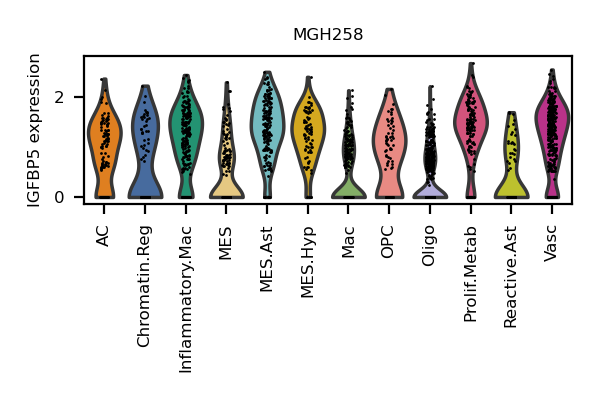 MGH258
IGFBP5 expression
2
0
AC
Chromatin.Reg
Inflammatory.Mac
MES
MES.Ast
MES.Hyp
Mac
OPC
Oligo
Prolif.Metab
Reactive.Ast
Vasc